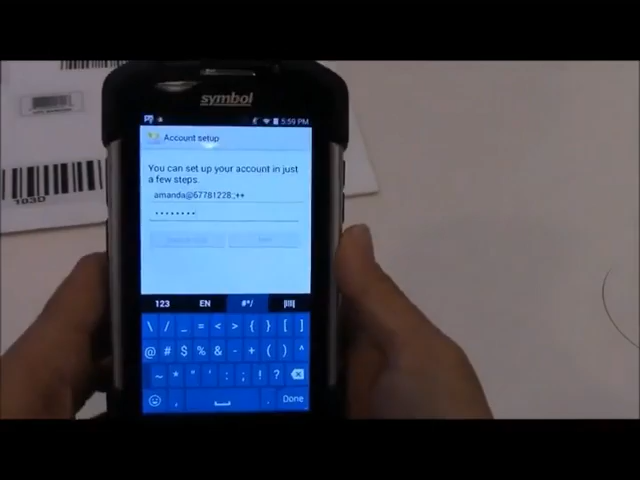 symbol
5:59 PM
Account setup
You can set up your account in just
a few steps.
amanda@67781228:;++
••••••••
123 EN #*/
\ / _ = < > { } [ ]
@ # $ % & - + ( ) ^
~ * " ' : ; ! ?
, . Done
103D